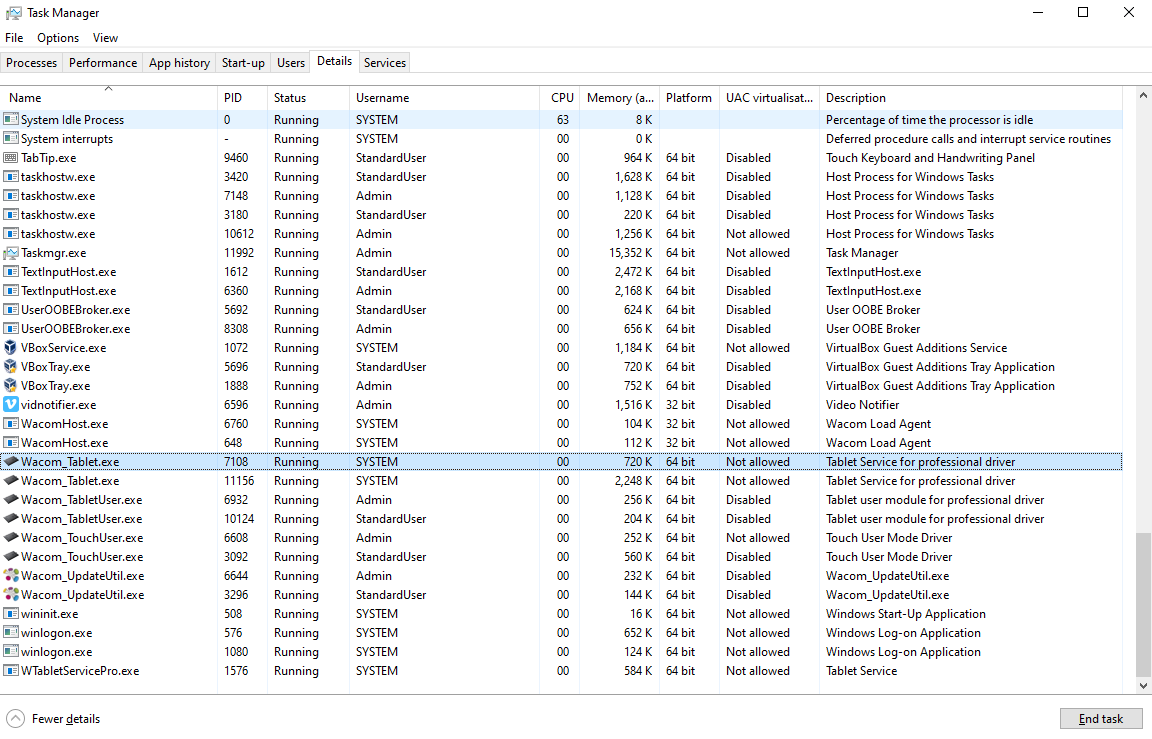 Task Manager
File Options View
Processes Performance App history Start-up Users Details Services
Name PID Status Username CPU Memory (a... Platform UAC virtualisat... Description
System Idle Process 0 Running SYSTEM 63 8 K Percentage of time the processor is idle
System interrupts - Running SYSTEM 00 0 K Deferred procedure calls and interrupt service routines
TabTip.exe 9460 Running StandardUser 00 964 K 64 bit Disabled Touch Keyboard and Handwriting Panel
taskhostw.exe 3420 Running StandardUser 00 1,628 K 64 bit Disabled Host Process for Windows Tasks
taskhostw.exe 7148 Running Admin 00 1,128 K 64 bit Disabled Host Process for Windows Tasks
taskhostw.exe 3180 Running StandardUser 00 220 K 64 bit Disabled Host Process for Windows Tasks
taskhostw.exe 10612 Running Admin 00 1,256 K 64 bit Not allowed Host Process for Windows Tasks
Taskmgr.exe 11992 Running Admin 00 15,352 K 64 bit Not allowed Task Manager
TextInputHost.exe 1612 Running StandardUser 00 2,472 K 64 bit Disabled TextInputHost.exe
TextInputHost.exe 6360 Running Admin 00 2,168 K 64 bit Disabled TextInputHost.exe
UserOOBEBroker.exe 5692 Running StandardUser 00 624 K 64 bit Disabled User OOBE Broker
UserOOBEBroker.exe 8308 Running Admin 00 656 K 64 bit Disabled User OOBE Broker
VBoxService.exe 1072 Running SYSTEM 00 1,184 K 64 bit Not allowed VirtualBox Guest Additions Service
VBoxTray.exe 5696 Running StandardUser 00 720 K 64 bit Disabled VirtualBox Guest Additions Tray Application
VBoxTray.exe 1888 Running Admin 00 752 K 64 bit Disabled VirtualBox Guest Additions Tray Application
vidnotifier.exe 6596 Running Admin 00 1,516 K 32 bit Disabled Video Notifier
WacomHost.exe 6760 Running SYSTEM 00 104 K 32 bit Not allowed Wacom Load Agent
WacomHost.exe 648 Running SYSTEM 00 112 K 32 bit Not allowed Wacom Load Agent
Wacom_Tablet.exe 7108 Running SYSTEM 00 720 K 64 bit Not allowed Tablet Service for professional driver
Wacom_Tablet.exe 11156 Running SYSTEM 00 2,248 K 64 bit Not allowed Tablet Service for professional driver
Wacom_TabletUser.exe 6932 Running Admin 00 256 K 64 bit Disabled Tablet user module for professional driver
Wacom_TabletUser.exe 10124 Running StandardUser 00 204 K 64 bit Disabled Tablet user module for professional driver
Wacom_TouchUser.exe 6608 Running Admin 00 252 K 64 bit Not allowed Touch User Mode Driver
Wacom_TouchUser.exe 3092 Running StandardUser 00 560 K 64 bit Disabled Touch User Mode Driver
Wacom_UpdateUtil.exe 6644 Running Admin 00 232 K 64 bit Disabled Wacom_UpdateUtil.exe
Wacom_UpdateUtil.exe 3296 Running StandardUser 00 144 K 64 bit Disabled Wacom_UpdateUtil.exe
wininit.exe 508 Running SYSTEM 00 16 K 64 bit Not allowed Windows Start-Up Application
winlogon.exe 576 Running SYSTEM 00 652 K 64 bit Not allowed Windows Log-on Application
winlogon.exe 1080 Running SYSTEM 00 124 K 64 bit Not allowed Windows Log-on Application
WTabletServicePro.exe 1576 Running SYSTEM 00 584 K 64 bit Not allowed Tablet Service
Fewer details End task